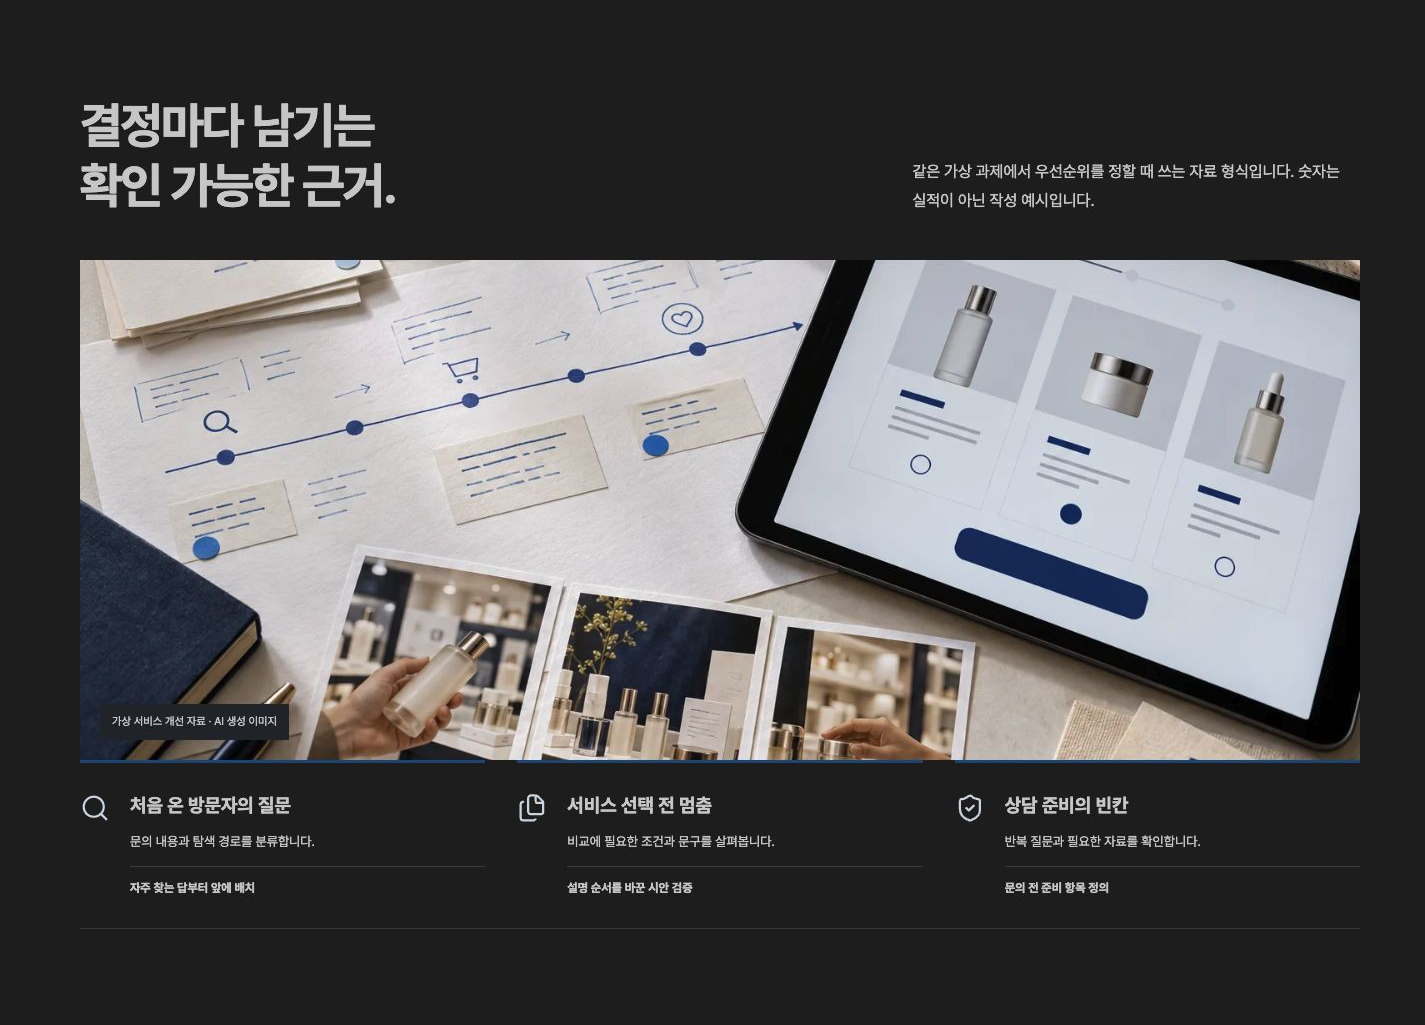 결정마다 남기는
확인 가능한 근거.
같은 가상 과제에서 우선순위를 정할 때 쓰는 자료 형식입니다. 숫자는
실적이 아닌 작성 예시입니다.
가상 서비스 개선 자료 · AI 생성 이미지
처음 온 방문자의 질문
문의 내용과 탐색 경로를 분류합니다.
자주 찾는 답부터 앞에 배치
서비스 선택 전 멈춤
비교에 필요한 조건과 문구를 살펴봅니다.
설명 순서를 바꾼 시안 검증
상담 준비의 빈칸
반복 질문과 필요한 자료를 확인합니다.
문의 전 준비 항목 정의